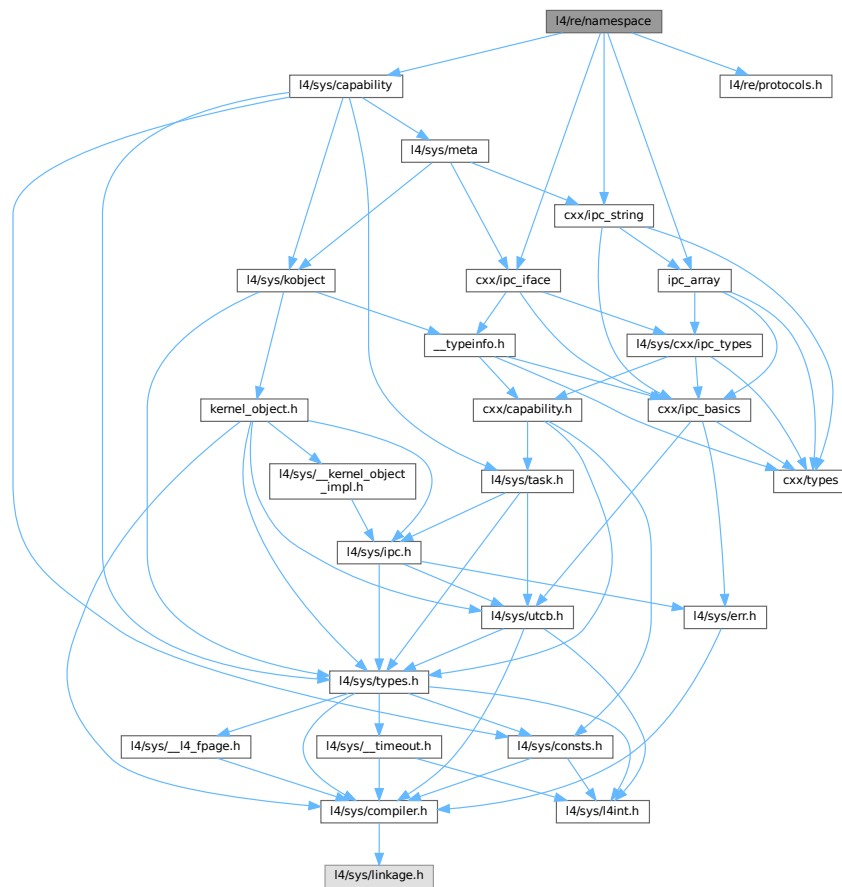 l4/re/namespace
l4/sys/capability
l4/re/protocols.h
l4/sys/meta
cxx/ipc_string
l4/sys/kobject
cxx/ipc_iface
ipc_array
__typeinfo.h
l4/sys/cxx/ipc_types
kernel_object.h
cxx/capability.h
cxx/ipc_basics
l4/sys/__kernel_object
_impl.h
l4/sys/task.h
cxx/types
l4/sys/ipc.h
l4/sys/utcb.h
l4/sys/err.h
l4/sys/types.h
l4/sys/__l4_fpage.h
l4/sys/__timeout.h
l4/sys/consts.h
l4/sys/compiler.h
l4/sys/l4int.h
l4/sys/linkage.h